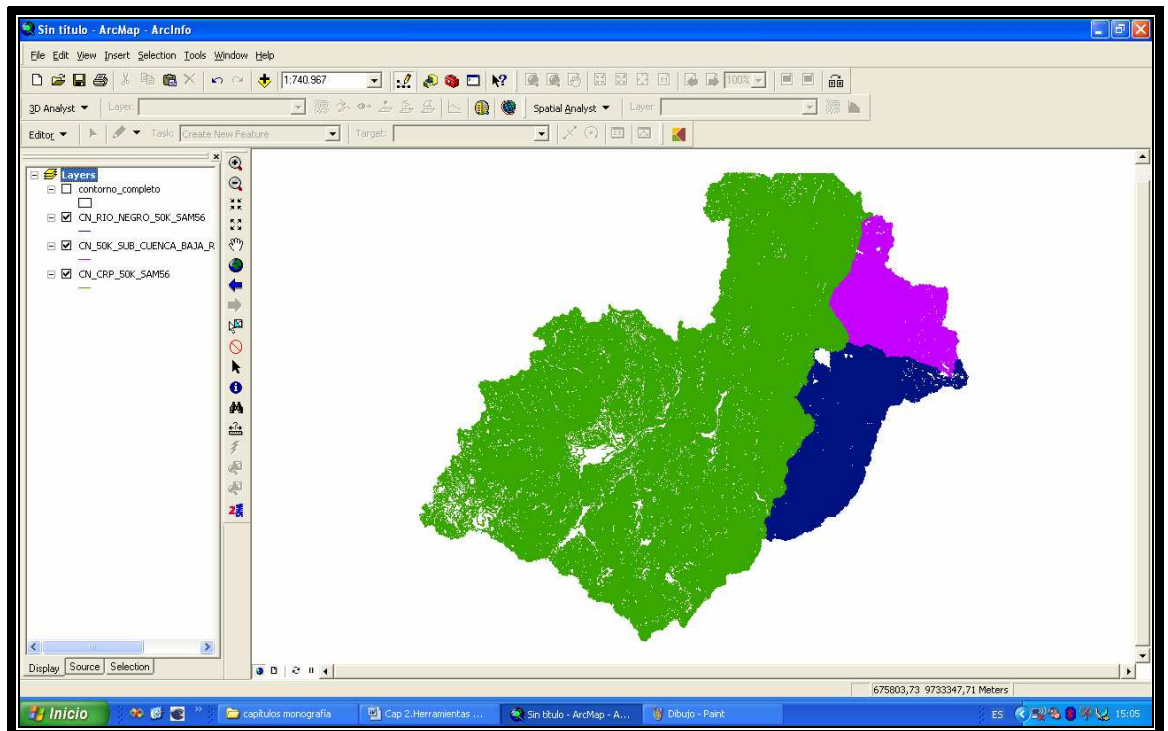 Sin título - ArcMap - ArcInfo
File Edit View Insert Selection Tools Window Help
1:740.967
100%
3D Analyst Layer: Spatial Analyst Layer:
Editor Task: Create New Feature Target:
Layers
contorno_completo
CN_RIO_NEGRO_50K_SAM56
CN_50K_SUB_CUENCA_BAJA_R
CN_CRP_50K_SAM56
Display Source Selection
675803,73 9733347,71 Meters
Inicio capítulos monografía Cap 2.Herramientas ... Sin título - ArcMap - A... Dibujo - Paint ES 15:05